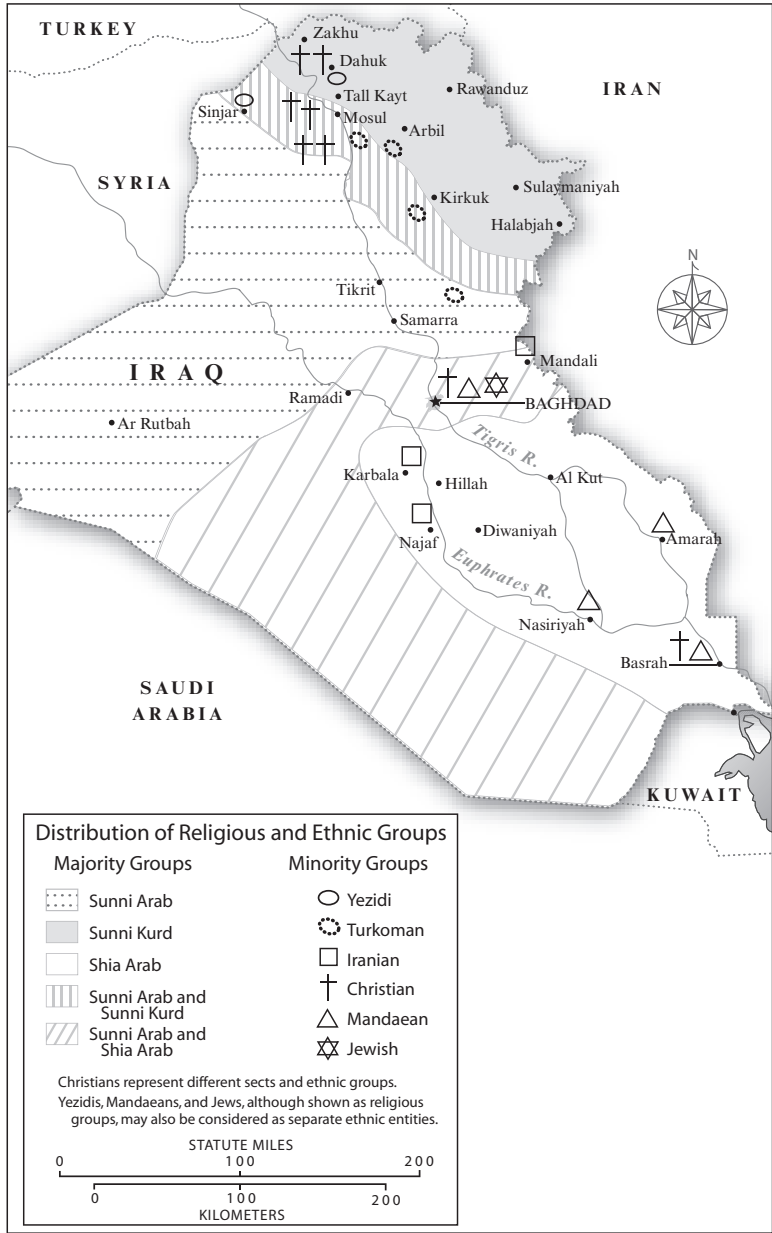 TURKEY
Zakhu
Dahuk
Tall Kayt
Rawanduz
IRAN
Sinjar
Mosul
Arbil
SYRIA
Sulaymaniyah
Kirkuk
Halabjah
N
Tikrit
Samarra
IRAQ
Mandali
Ramadi
BAGHDAD
Ar Rutbah
Tigris R.
Karbala
Hillah
Al Kut
Najaf
Diwaniyah
Amarah
Euphrates R.
Nasiriyah
Basrah
SAUDI
ARABIA
KUWAIT
Distribution of Religious and Ethnic Groups
Majority Groups
Sunni Arab
Sunni Kurd
Shia Arab
Sunni Arab and
Sunni Kurd
Sunni Arab and
Shia Arab
Minority Groups
Yezidi
Turkoman
Iranian
Christian
Mandaean
Jewish
Christians represent different sects and ethnic groups.
Yezidis, Mandaeans, and Jews, although shown as religious
groups, may also be considered as separate ethnic entities.
STATUTE MILES
0 100 200
0 100 200
KILOMETERS